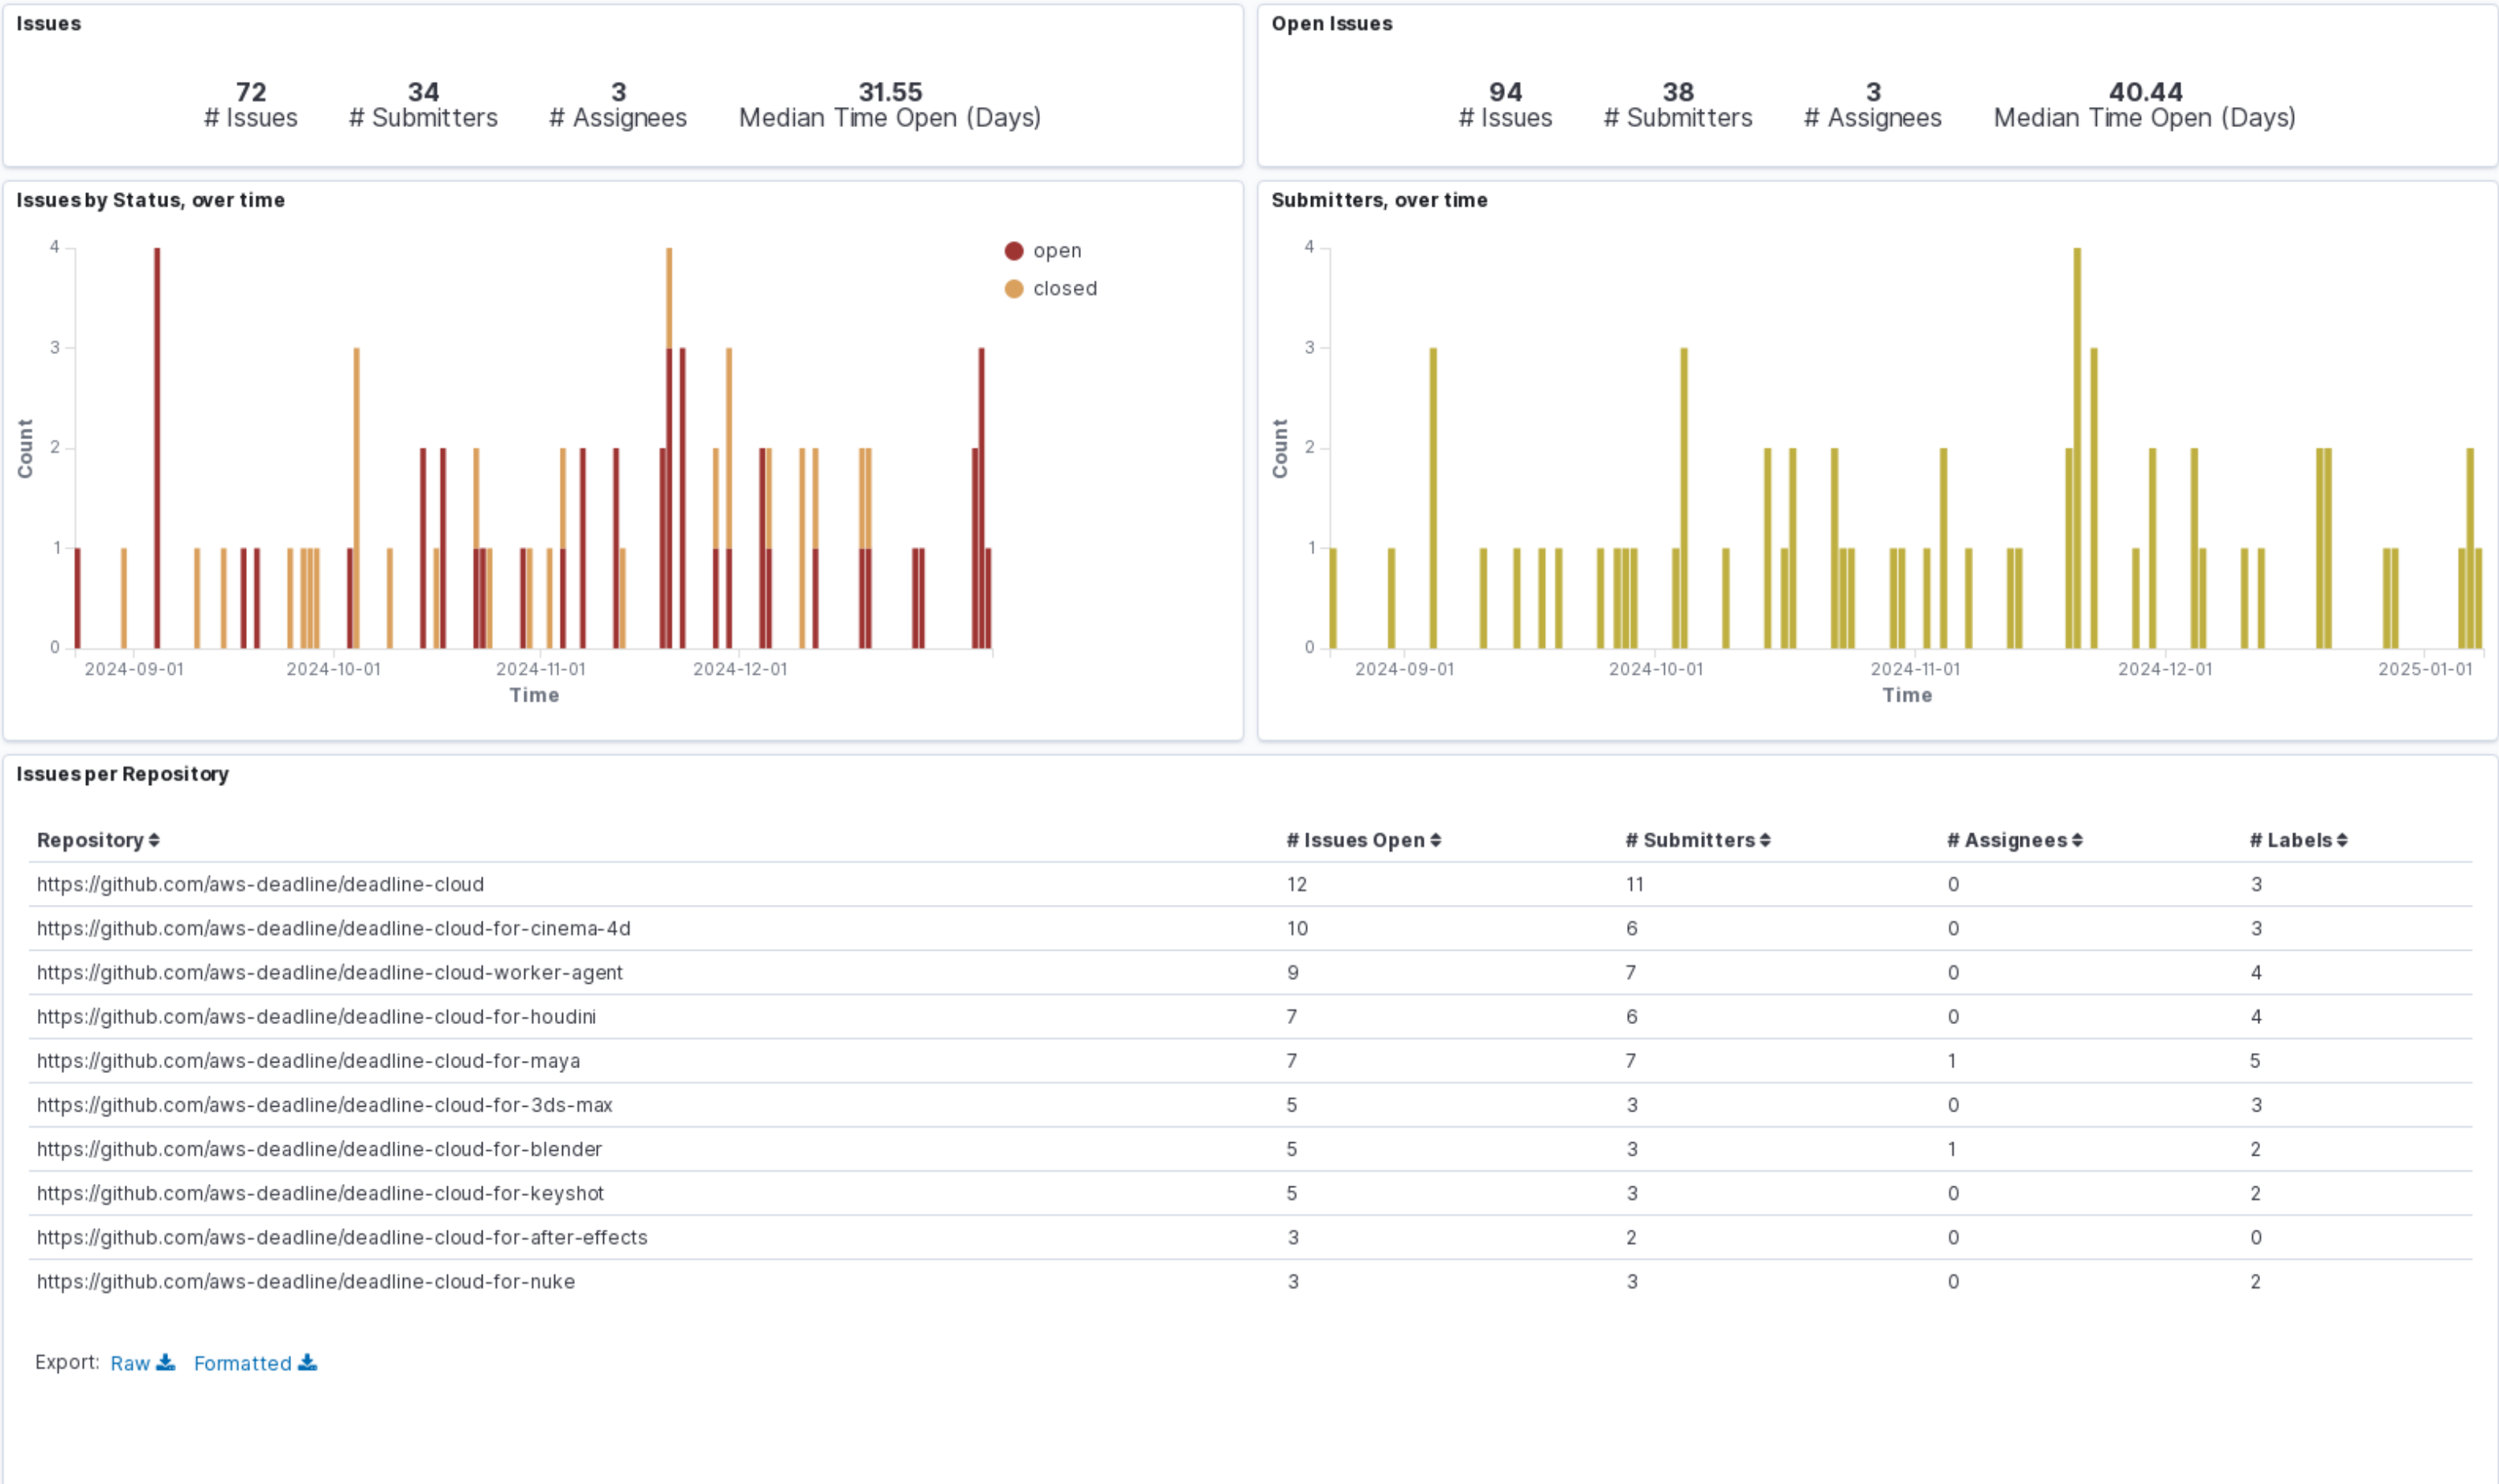 Issues
72 34 3 31.55
# Issues # Submitters # Assignees Median Time Open (Days)
Open Issues
94 38 3 40.44
# Issues # Submitters # Assignees Median Time Open (Days)
Issues by Status, over time
4
3
2
1
0
Count
2024-09-01 2024-10-01 2024-11-01 2024-12-01
Time
open
closed
Submitters, over time
4
3
2
1
0
Count
2024-09-01 2024-10-01 2024-11-01 2024-12-01 2025-01-01
Time
Issues per Repository
Repository # Issues Open # Submitters # Assignees # Labels
https://github.com/aws-deadline/deadline-cloud 12 11 0 3
https://github.com/aws-deadline/deadline-cloud-for-cinema-4d 10 6 0 3
https://github.com/aws-deadline/deadline-cloud-worker-agent 9 7 0 4
https://github.com/aws-deadline/deadline-cloud-for-houdini 7 6 0 4
https://github.com/aws-deadline/deadline-cloud-for-maya 7 7 1 5
https://github.com/aws-deadline/deadline-cloud-for-3ds-max 5 3 0 3
https://github.com/aws-deadline/deadline-cloud-for-blender 5 3 1 2
https://github.com/aws-deadline/deadline-cloud-for-keyshot 5 3 0 2
https://github.com/aws-deadline/deadline-cloud-for-after-effects 3 2 0 0
https://github.com/aws-deadline/deadline-cloud-for-nuke 3 3 0 2
Export: Raw Formatted